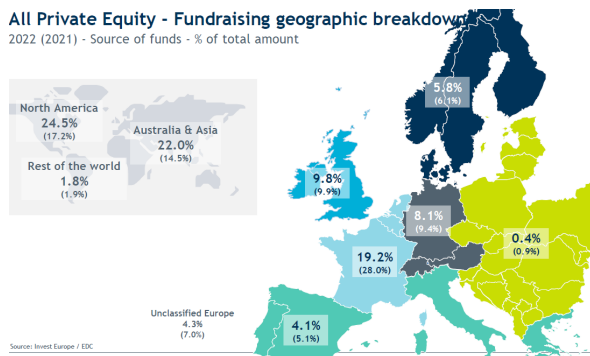 All Private Equity - Fundraising geographic breakdown
2022 (2021) - Source of funds - % of total amount
5.8%
(6.1%)
North America
24.5%
(17.2%)
Australia & Asia
22.0%
(14.5%)
Rest of the world
1.8%
(1.9%)
9.8%
(9.9%)
8.1%
(9.4%)
0.4%
(0.9%)
19.2%
(28.0%)
Unclassified Europe
4.3%
(7.0%)
4.1%
(5.1%)
Source: Invest Europe / EDC